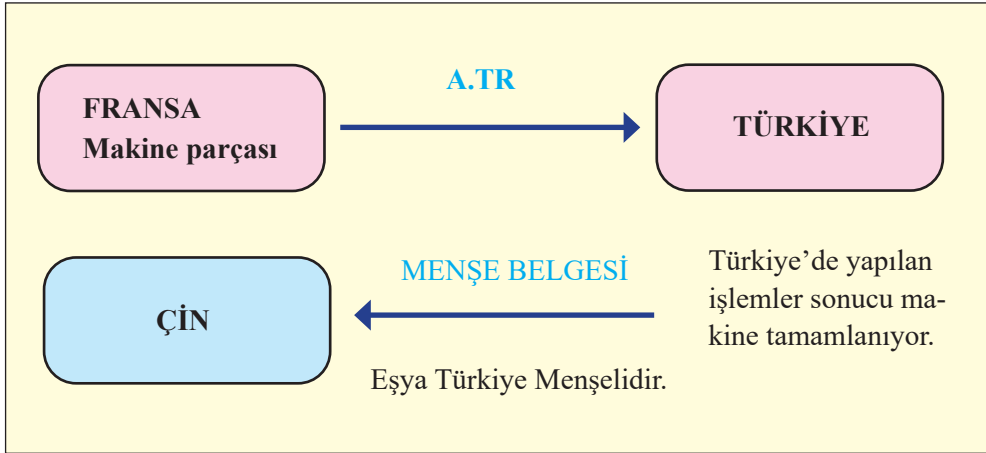 A.TR
FRANSA
Makine parçası
TÜRKİYE
MENŞE BELGESİ
ÇİN
Eşya Türkiye Menşelidir.
Türkiye’de yapılan
işlemler sonucu ma-
kine tamamlanıyor.